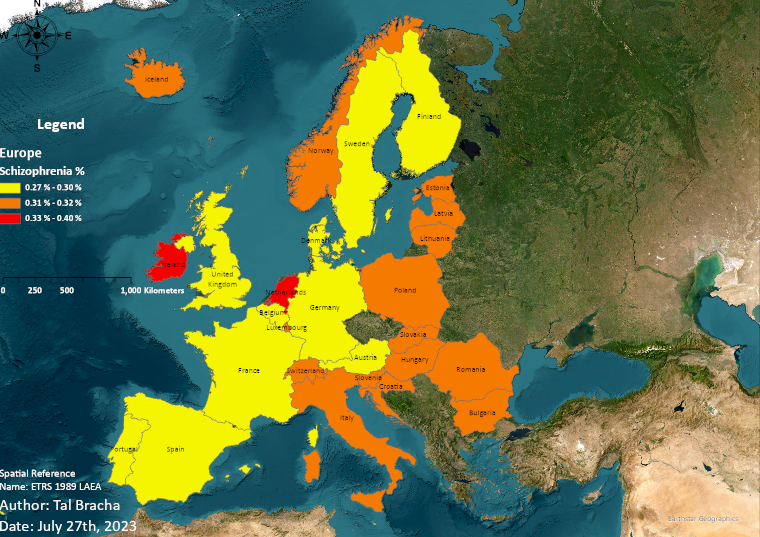 N
W E
S
Iceland
Legend
Europe
Schizophrenia %
0.27 % - 0.30 %
0.31 % - 0.32 %
0.33 % - 0.40 %
0 250 500 1,000 Kilometers
Finland
Sweden
Norway
Estonia
Latvia
Lithuania
Denmark
Ireland
United
Kingdom
Netherlands
Poland
Belgium
Germany
Luxembourg
Slovakia
Austria
Hungary
France
Switzerland
Romania
Slovenia
Croatia
Italy
Bulgaria
Portugal
Spain
Spatial Reference
Name: ETRS 1989 LAEA
Author: Tal Bracha
Date: July 27th, 2023
Earthstar Geographics